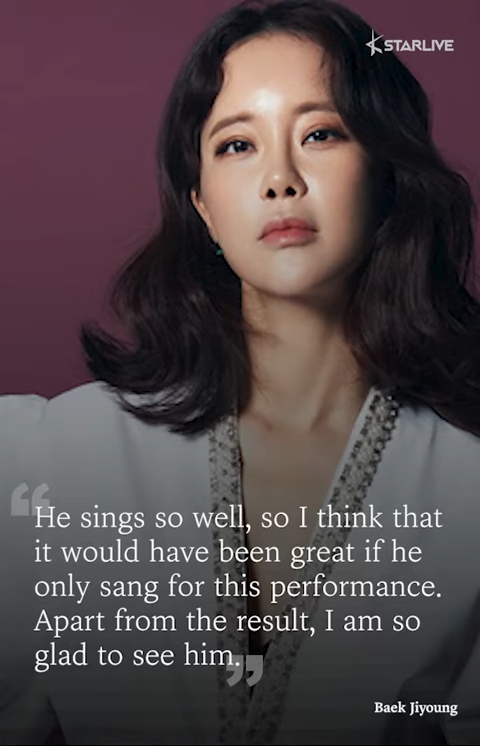 STARLIVE
“
He sings so well, so I think that
it would have been great if he
only sang for this performance.
Apart from the result, I am so
glad to see him.
”
Baek Jiyoung